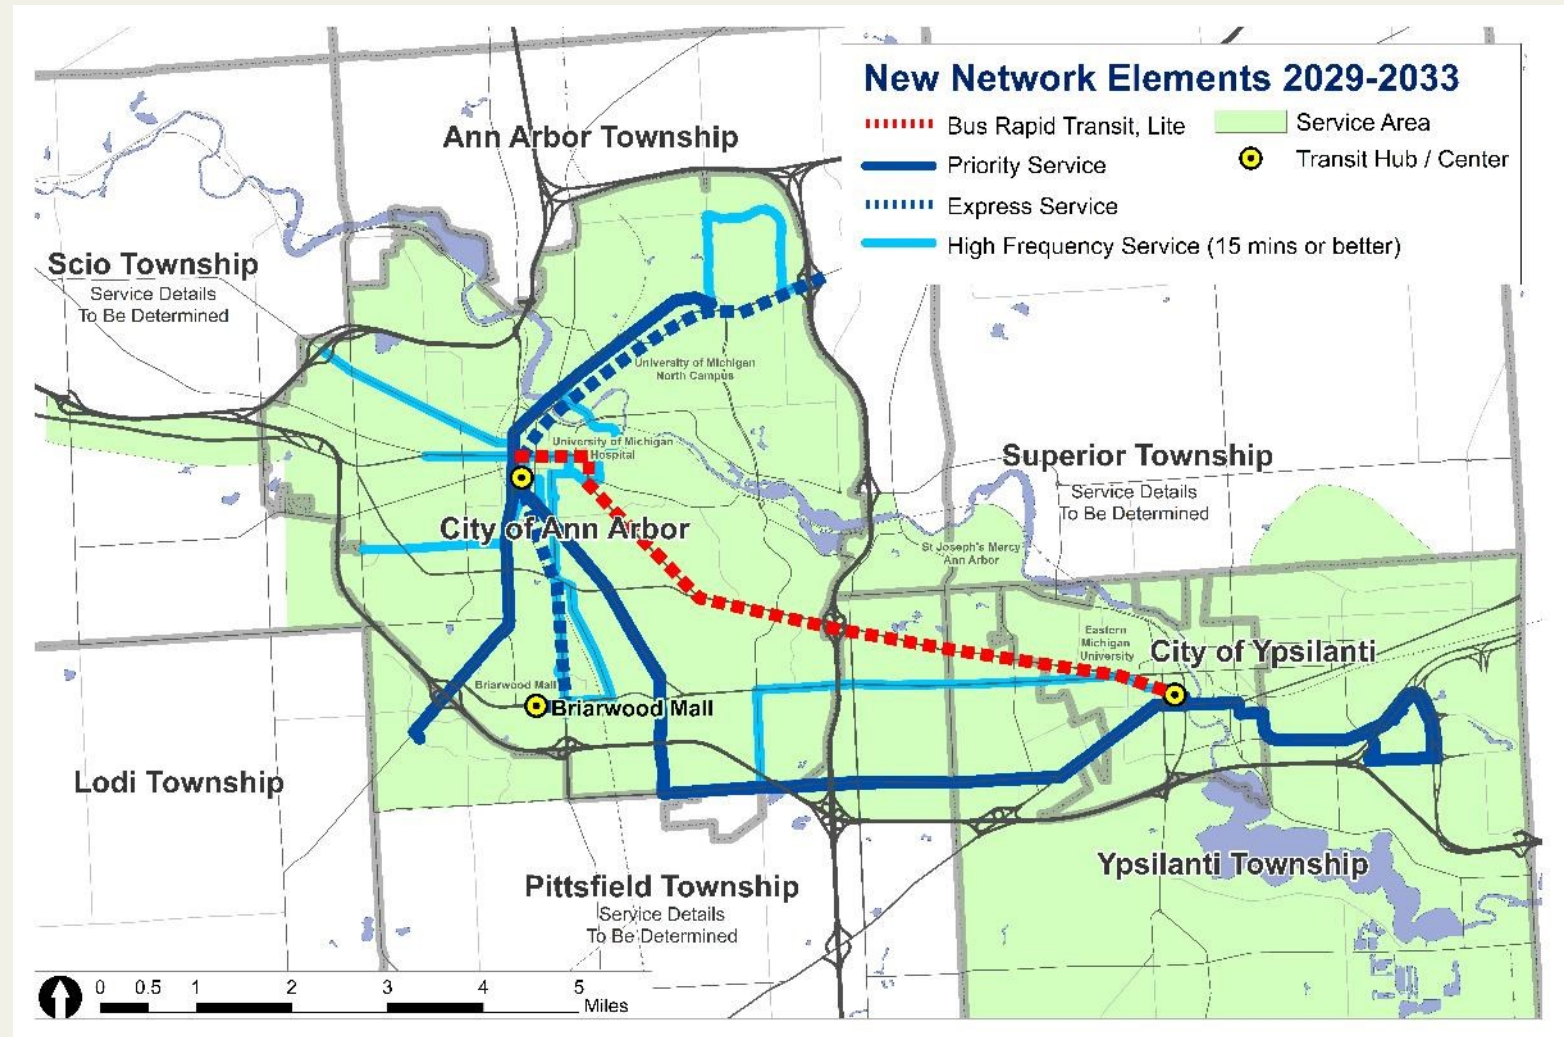 New Network Elements 2029-2033
Bus Rapid Transit, Lite
Service Area
Priority Service
Transit Hub / Center
Express Service
High Frequency Service (15 mins or better)
Ann Arbor Township
Scio Township
Service Details
To Be Determined
University of Michigan
North Campus
University of Michigan
Hospital
Superior Township
Service Details
To Be Determined
City of Ann Arbor
St Joseph's Mercy
Ann Arbor
Eastern
Michigan
University
City of Ypsilanti
Briarwood Mall
Briarwood Mall
Lodi Township
Ypsilanti Township
Pittsfield Township
Service Details
To Be Determined
0 0.5 1 2 3 4 5
Miles